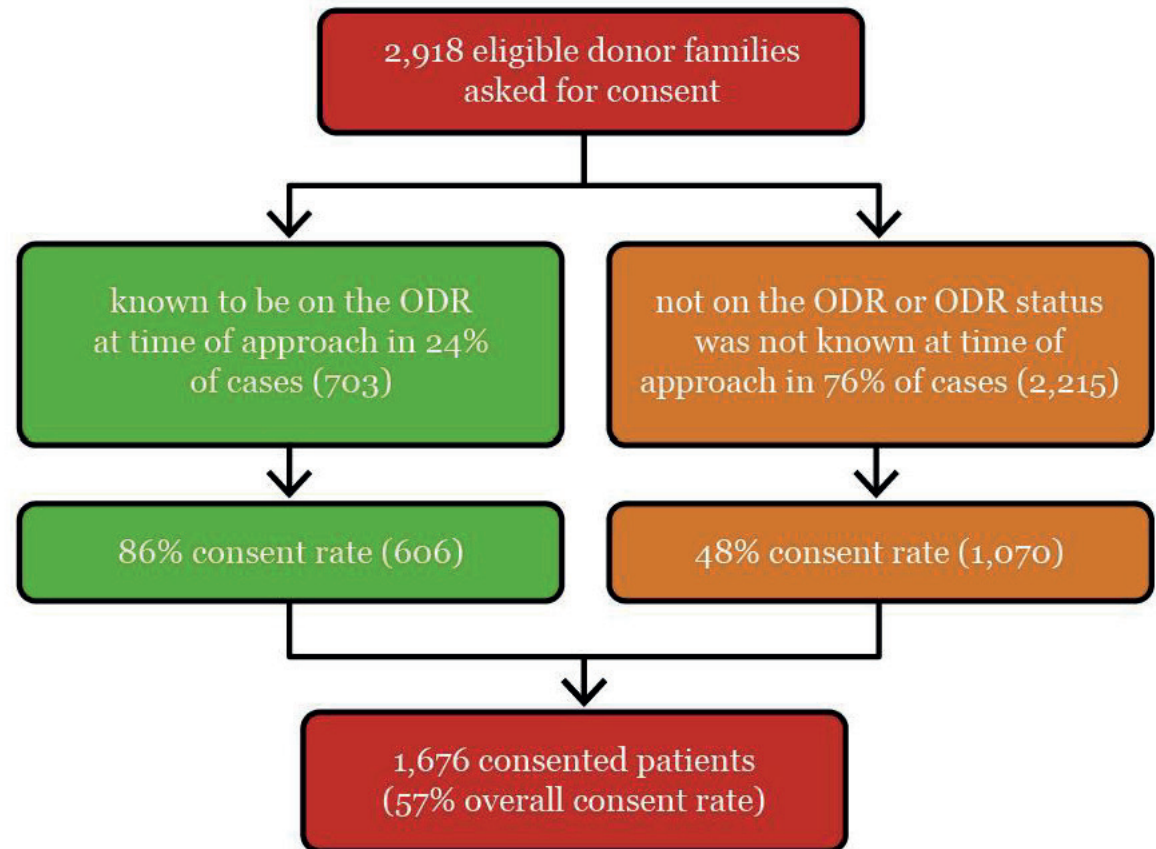 2,918 eligible donor families
asked for consent
known to be on the ODR
at time of approach in 24%
of cases (703)
not on the ODR or ODR status
was not known at time of
approach in 76% of cases (2,215)
86% consent rate (606)
48% consent rate (1,070)
1,676 consented patients
(57% overall consent rate)